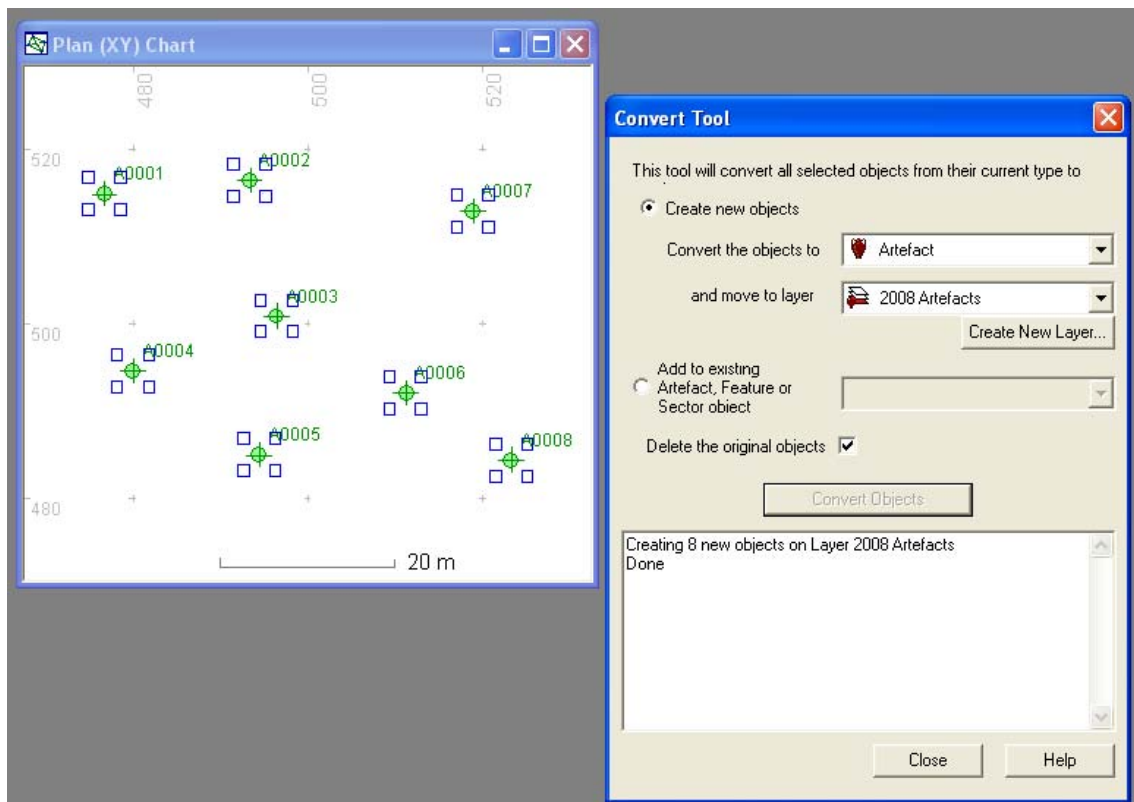 Plan (XY) Chart
480
500
520
520
A0001
A0002
A0007
A0003
500
A0004
A0006
A0005
A0008
480
20 m
Convert Tool
This tool will convert all selected objects from their current type to
Create new objects
Convert the objects to
Artefact
and move to layer
2008 Artefacts
Create New Layer...
Add to existing
Artefact, Feature or
Sector object
Delete the original objects
Convert Objects
Creating 8 new objects on Layer 2008 Artefacts
Done
Close
Help